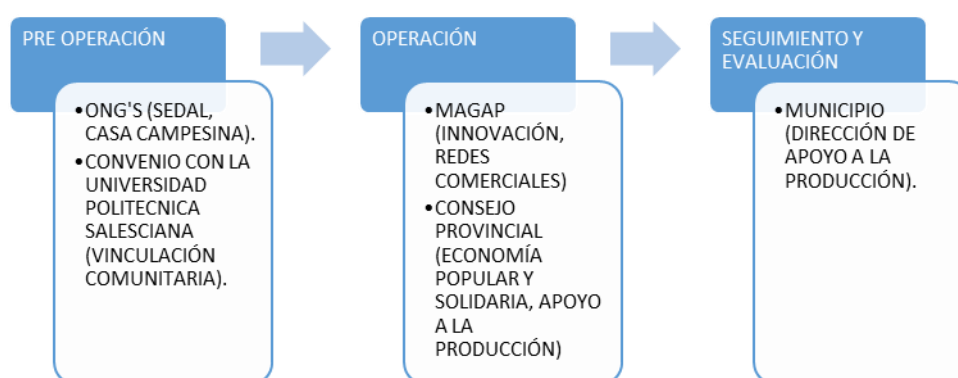 PRE OPERACIÓN
•ONG'S (SEDAL,
CASA CAMPESINA).
•CONVENIO CON LA
UNIVERSIDAD
POLITECNICA
SALESCIANA
(VINCULACIÓN
COMUNITARIA).
OPERACIÓN
•MAGAP
(INNOVACIÓN,
REDES
COMERCIALES)
•CONSEJO
PROVINCIAL
(ECONOMÍA
POPULAR Y
SOLIDARIA, APOYO
A LA
PRODUCCIÓN)
SEGUIMIENTO Y
EVALUACIÓN
•MUNICIPIO
(DIRECCIÓN DE
APOYO A LA
PRODUCCIÓN).